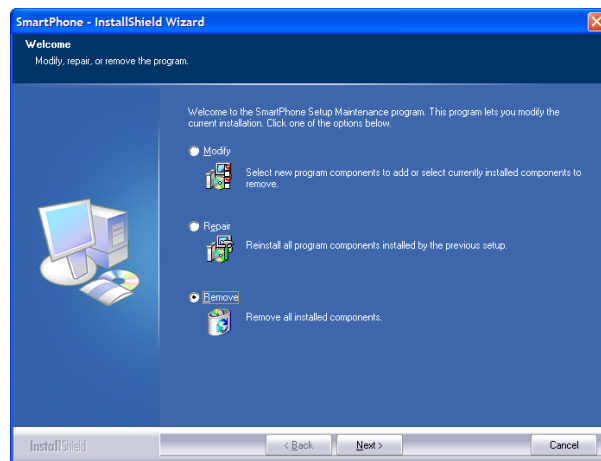 SmartPhone - InstallShield Wizard
Welcome
Modify, repair, or remove the program.
Welcome to the SmartPhone Setup Maintenance program. This program lets you modify the
current installation. Click one of the options below.
Modify
Select new program components to add or select currently installed components to
remove.
Repair
Reinstall all program components installed by the previous setup.
Remove
Remove all installed components.
InstallShield
< Back
Next >
Cancel